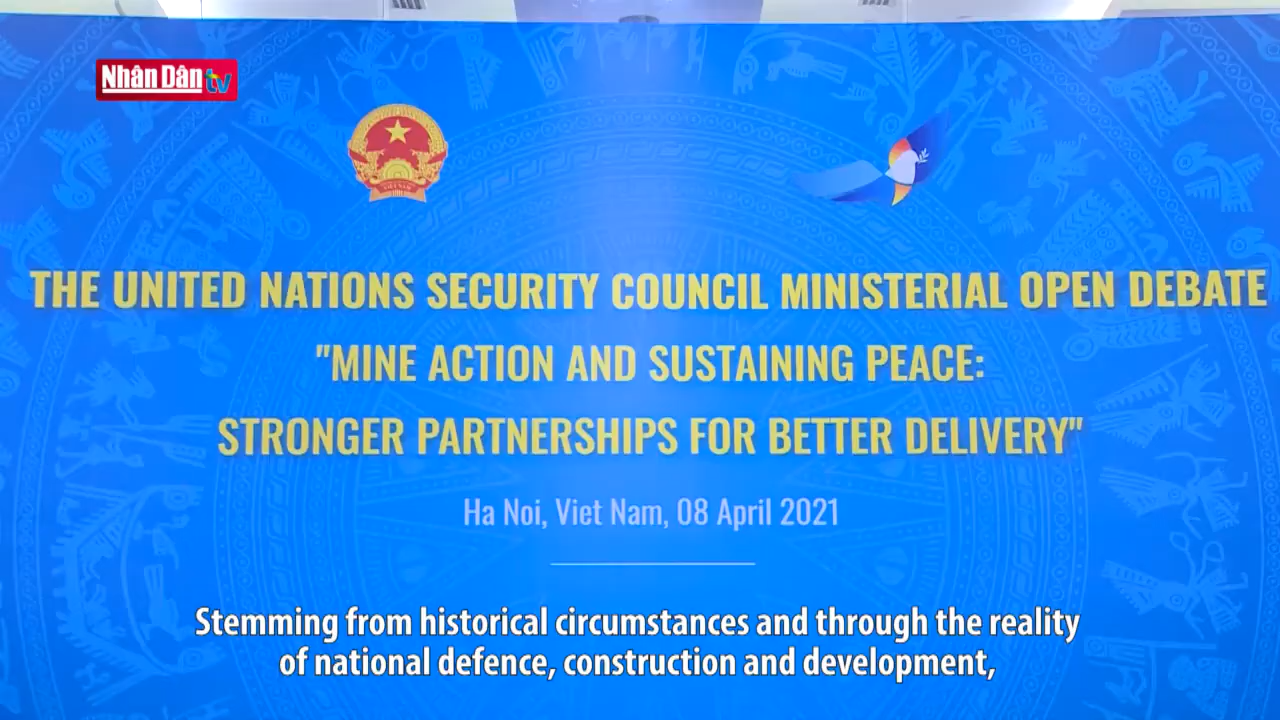 Nhân Dân tv
THE UNITED NATIONS SECURITY COUNCIL MINISTERIAL OPEN DEBATE
"MINE ACTION AND SUSTAINING PEACE:
STRONGER PARTNERSHIPS FOR BETTER DELIVERY"
Ha Noi, Viet Nam, 08 April 2021
Stemming from historical circumstances and through the reality
of national defence, construction and development,